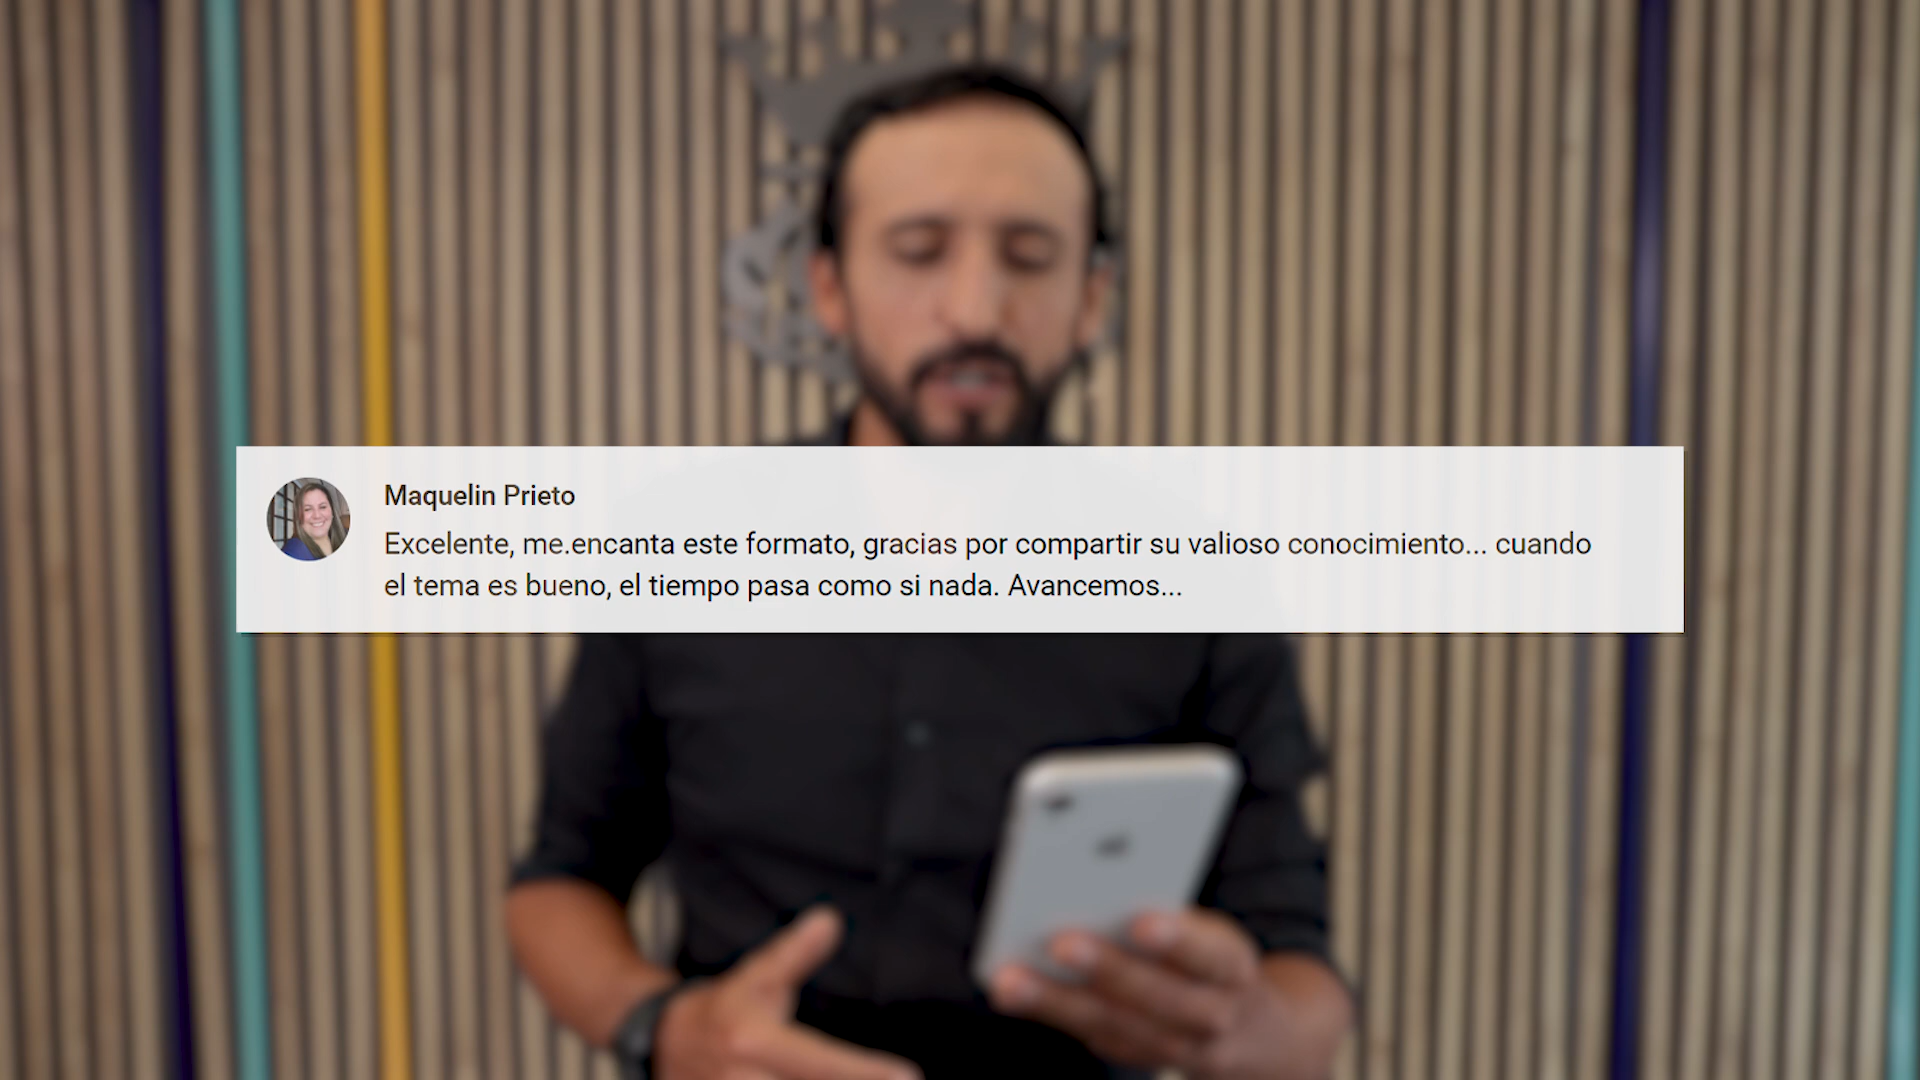 Maquelin Prieto
Excelente, me.encanta este formato, gracias por compartir su valioso conocimiento... cuando
el tema es bueno, el tiempo pasa como si nada. Avancemos...